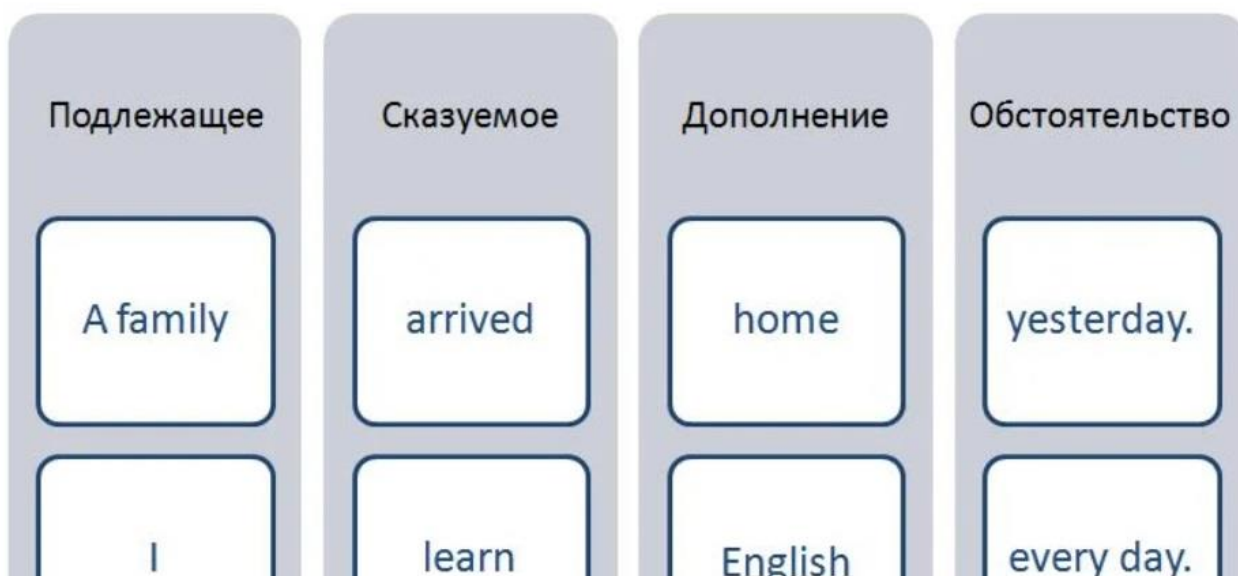 Подлежащее Сказуемое Дополнение Обстоятельство
A family arrived home yesterday.
I learn English every day.